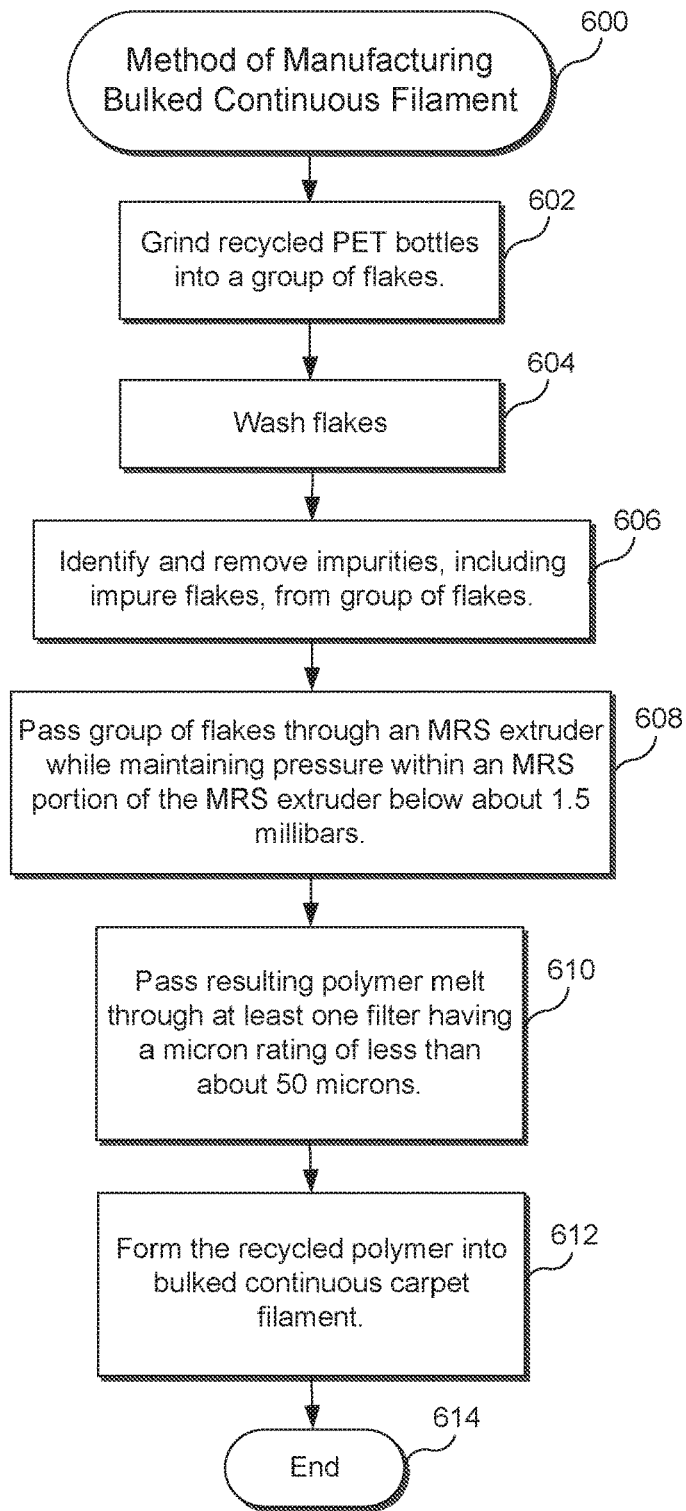 600
Method of Manufacturing
Bulked Continuous Filament
602
Grind recycled PET bottles
into a group of flakes.
604
Wash flakes
606
Identify and remove impurities, including
impure flakes, from group of flakes.
608
Pass group of flakes through an MRS extruder
while maintaining pressure within an MRS
portion of the MRS extruder below about 1.5
millibars.
610
Pass resulting polymer melt
through at least one filter having
a micron rating of less than
about 50 microns.
612
Form the recycled polymer into
bulked continuous carpet
filament.
614
End